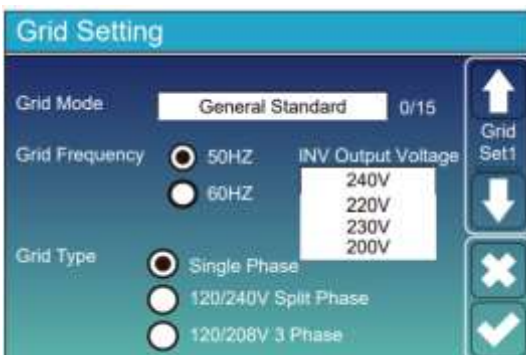 Grid Setting
Grid Mode General Standard 0/15
Grid Set1
Grid Frequency 50HZ INV Output Voltage
60HZ
240V
220V
230V
200V
Grid Type
Single Phase
120/240V Split Phase
120/208V 3 Phase